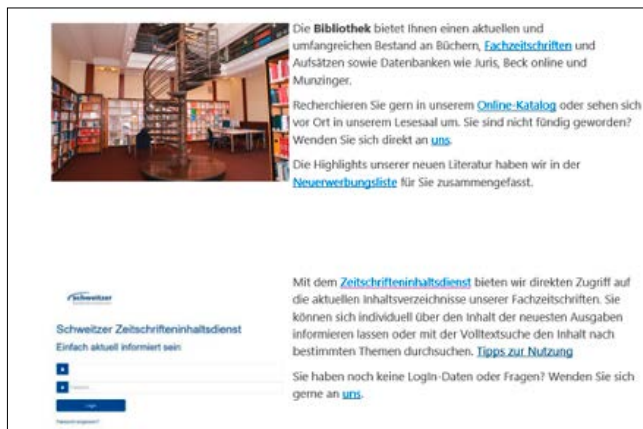 Die Bibliothek bietet Ihnen einen aktuellen und
umfangreichen Bestand an Büchern, Fachzeitschriften und
Aufsätzen sowie Datenbanken wie Juris, Beck online und
Munzinger.
Recherchieren Sie gern in unserem Online-Katalog oder sehen sich
vor Ort in unserem Lesesaal um. Sie sind nicht fündig geworden?
Wenden Sie sich direkt an uns.
Die Highlights unserer neuen Literatur haben wir in der
Neuerwerbungsliste für Sie zusammengefasst.
schweitzer
Schweitzer Zeitschrifteninhaltsdienst
Einfach aktuell informiert sein
Login
Mit dem Zeitschrifteninhaltsdienst bieten wir direkten Zugriff auf
die aktuellen Inhaltsverzeichnisse unserer Fachzeitschriften. Sie
können sich individuell über den Inhalt der neuesten Ausgaben
informieren lassen oder mit der Volltextsuche den Inhalt nach
bestimmten Themen durchsuchen. Tipps zur Nutzung
Sie haben noch keine LogIn-Daten oder Fragen? Wenden Sie sich
gerne an uns.